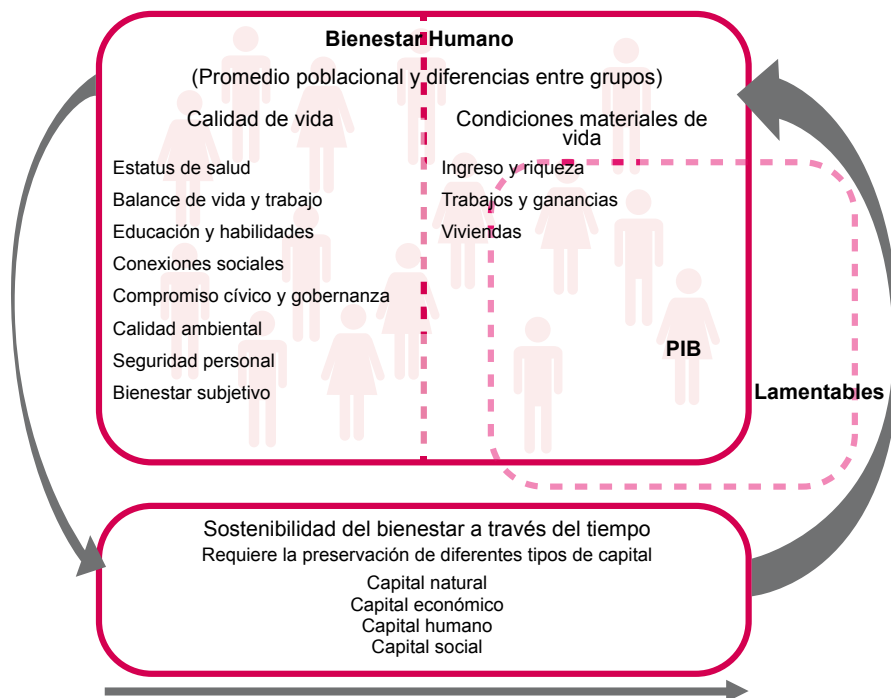 Bienestar Humano
(Promedio poblacional y diferencias entre grupos)
Calidad de vida
Estatus de salud
Balance de vida y trabajo
Educación y habilidades
Conexiones sociales
Compromiso cívico y gobernanza
Calidad ambiental
Seguridad personal
Bienestar subjetivo
Condiciones materiales de
vida
Ingreso y riqueza
Trabajos y ganancias
Viviendas
PIB
Lamentables
Sostenibilidad del bienestar a través del tiempo
Requiere la preservación de diferentes tipos de capital
Capital natural
Capital económico
Capital humano
Capital social